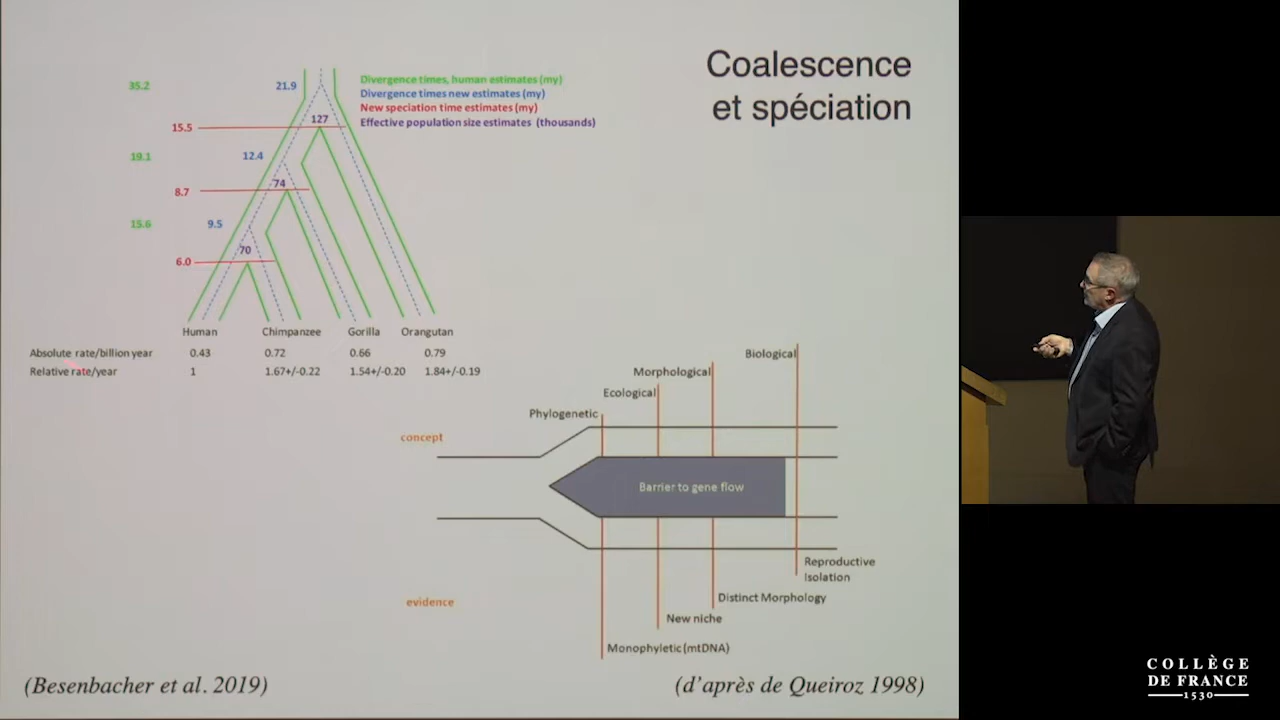 Coalescence
et spéciation
35.2
21.9
Divergence times, human estimates (my)
Divergence times new estimates (my)
New speciation time estimates (my)
Effective population size estimates (thousands)
127
15.5
19.1
12.4
74
8.7
15.6
9.5
70
6.0
Human Chimpanzee Gorilla Orangutan
Absolute rate/billion year 0.43 0.72 0.66 0.79
Relative rate/year 1 1.67+/-0.22 1.54+/-0.20 1.84+/-0.19
Biological
Morphological
Ecological
Phylogenetic
concept
Barrier to gene flow
Reproductive
Isolation
evidence
Distinct Morphology
New niche
Monophyletic (mtDNA)
(Besenbacher et al. 2019)
(d'après de Queiroz 1998)
COLLÈGE
DE FRANCE
1530